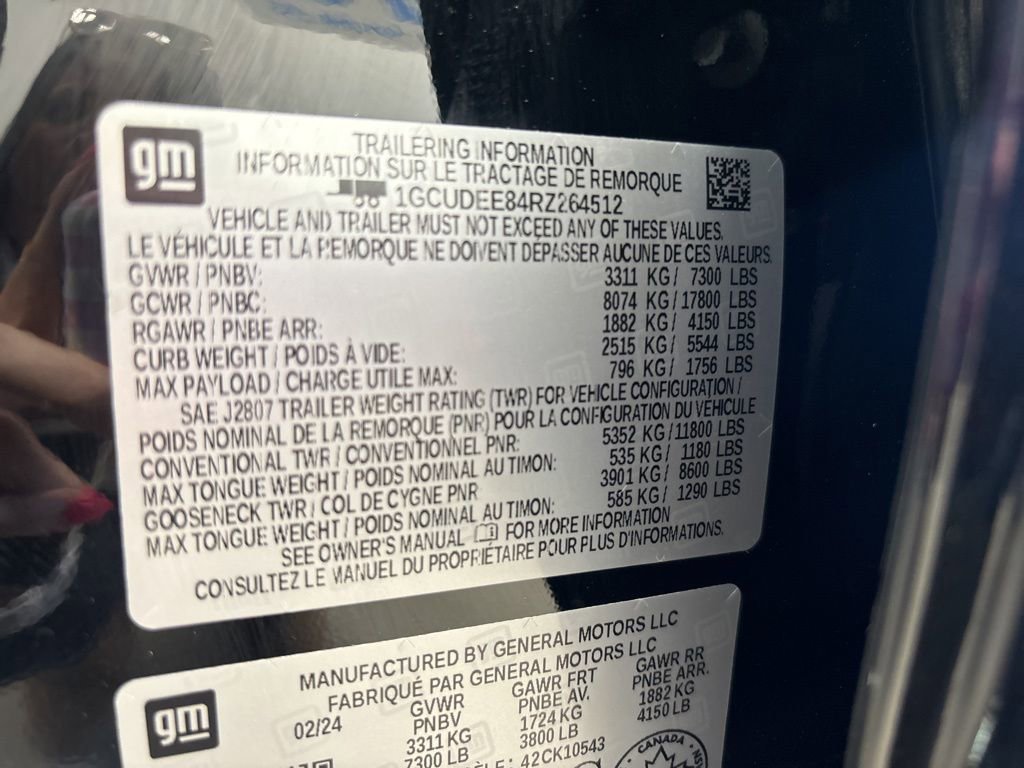 gm
TRAILERING INFORMATION
INFORMATION SUR LE TRACTAGE DE REMORQUE
1GCUDEE84RZ264512
VEHICLE AND TRAILER MUST NOT EXCEED ANY OF THESE VALUES.
LE VÉHICULE ET LA REMORQUE NE DOIVENT DÉPASSER AUCUNE DE CES VALEURS.
GVWR / PNBV: 3311 KG / 7300 LBS
GCWR / PNBC: 8074 KG / 17800 LBS
RGAWR / PNBE ARR: 1882 KG / 4150 LBS
CURB WEIGHT / POIDS À VIDE: 2515 KG / 5544 LBS
MAX PAYLOAD / CHARGE UTILE MAX: 796 KG / 1756 LBS
SAE J2807 TRAILER WEIGHT RATING (TWR) FOR VEHICLE CONFIGURATION /
POIDS NOMINAL DE LA REMORQUE (PNR) POUR LA CONFIGURATION DU VÉHICULE
CONVENTIONAL TWR / CONVENTIONNEL PNR: 5352 KG / 11800 LBS
MAX TONGUE WEIGHT / POIDS NOMINAL AU TIMON: 535 KG / 1180 LBS
GOOSENECK TWR / COL DE CYGNE PNR 3901 KG / 8600 LBS
MAX TONGUE WEIGHT / POIDS NOMINAL AU TIMON: 585 KG / 1290 LBS
SEE OWNER'S MANUAL FOR MORE INFORMATION
CONSULTEZ LE MANUEL DU PROPRIÉTAIRE POUR PLUS D'INFORMATIONS.
gm
MANUFACTURED BY GENERAL MOTORS LLC
FABRIQUÉ PAR GENERAL MOTORS LLC
02/24 GVWR GAWR FRT GAWR RR
PNBV PNBE AV. PNBE ARR.
3311 KG 1724 KG 1882 KG
7300 LB 3800 LB 4150 LB
42CK10543
CANADA